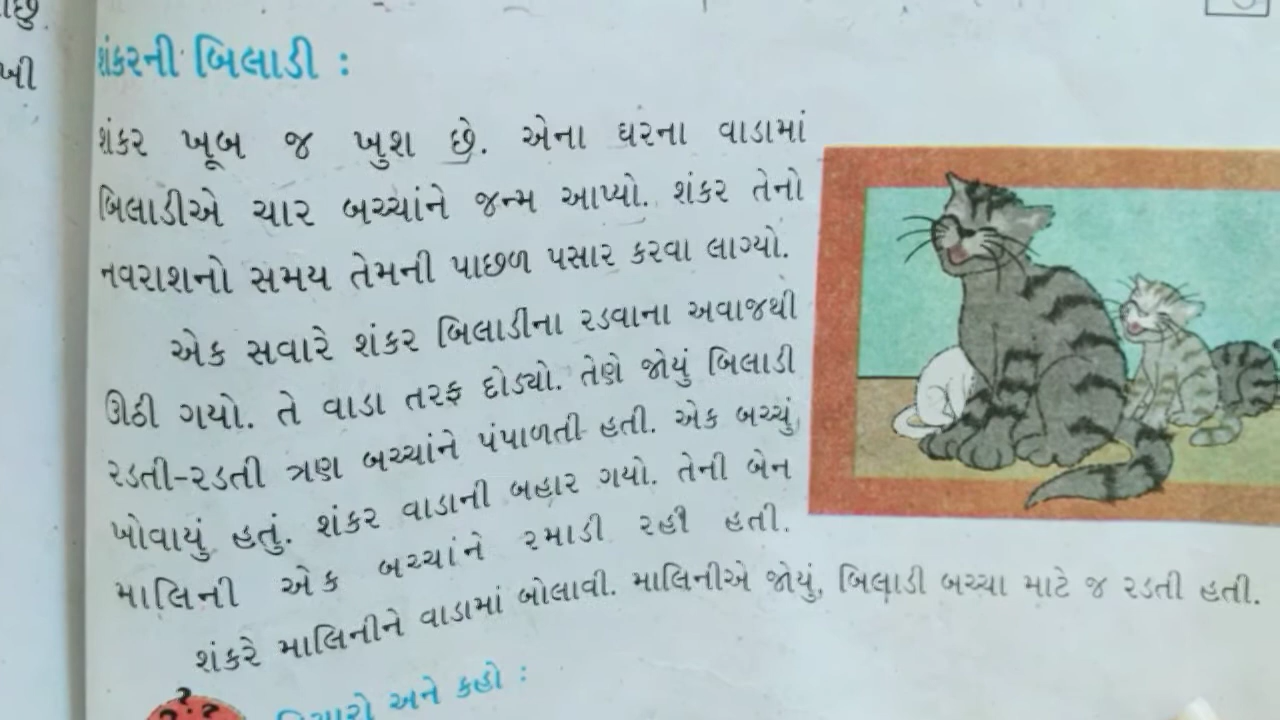 શંકરની બિલાડી :
શંકર ખૂબ જ ખુશ છે. એના ઘરના વાડામાં
બિલાડીએ ચાર બચ્ચાંને જન્મ આપ્યો. શંકર તેનો
નવરાશનો સમય તેમની પાછળ પસાર કરવા લાગ્યો.
એક સવારે શંકર બિલાડીના રડવાના અવાજથી
ઊઠી ગયો. તે વાડા તરફ દોડ્યો. તેણે જોયું બિલાડી
રડતી-રડતી ત્રણ બચ્ચાંને પંપાળતી હતી. એક બચ્ચું
ખોવાયું હતું. શંકર વાડાની બહાર ગયો. તેની બેન
માલિની એક બચ્ચાંને રમાડી રહી હતી.
શંકરે માલિનીને વાડામાં બોલાવી. માલિનીએ જોયું, બિલાડી બચ્ચા માટે જ રડતી હતી.
અને કહો :